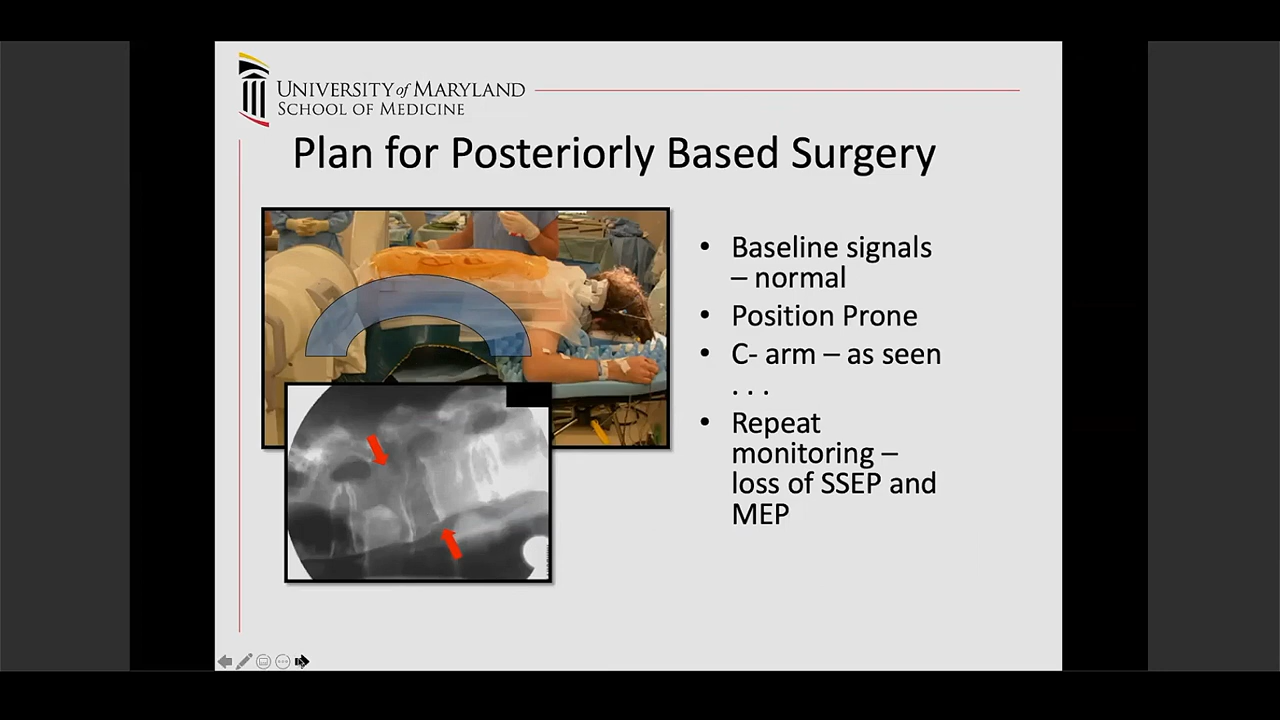 UNIVERSITY of MARYLAND
SCHOOL OF MEDICINE
Plan for Posteriorly Based Surgery
• Baseline signals
– normal
• Position Prone
• C- arm – as seen
. . .
• Repeat
monitoring –
loss of SSEP and
MEP